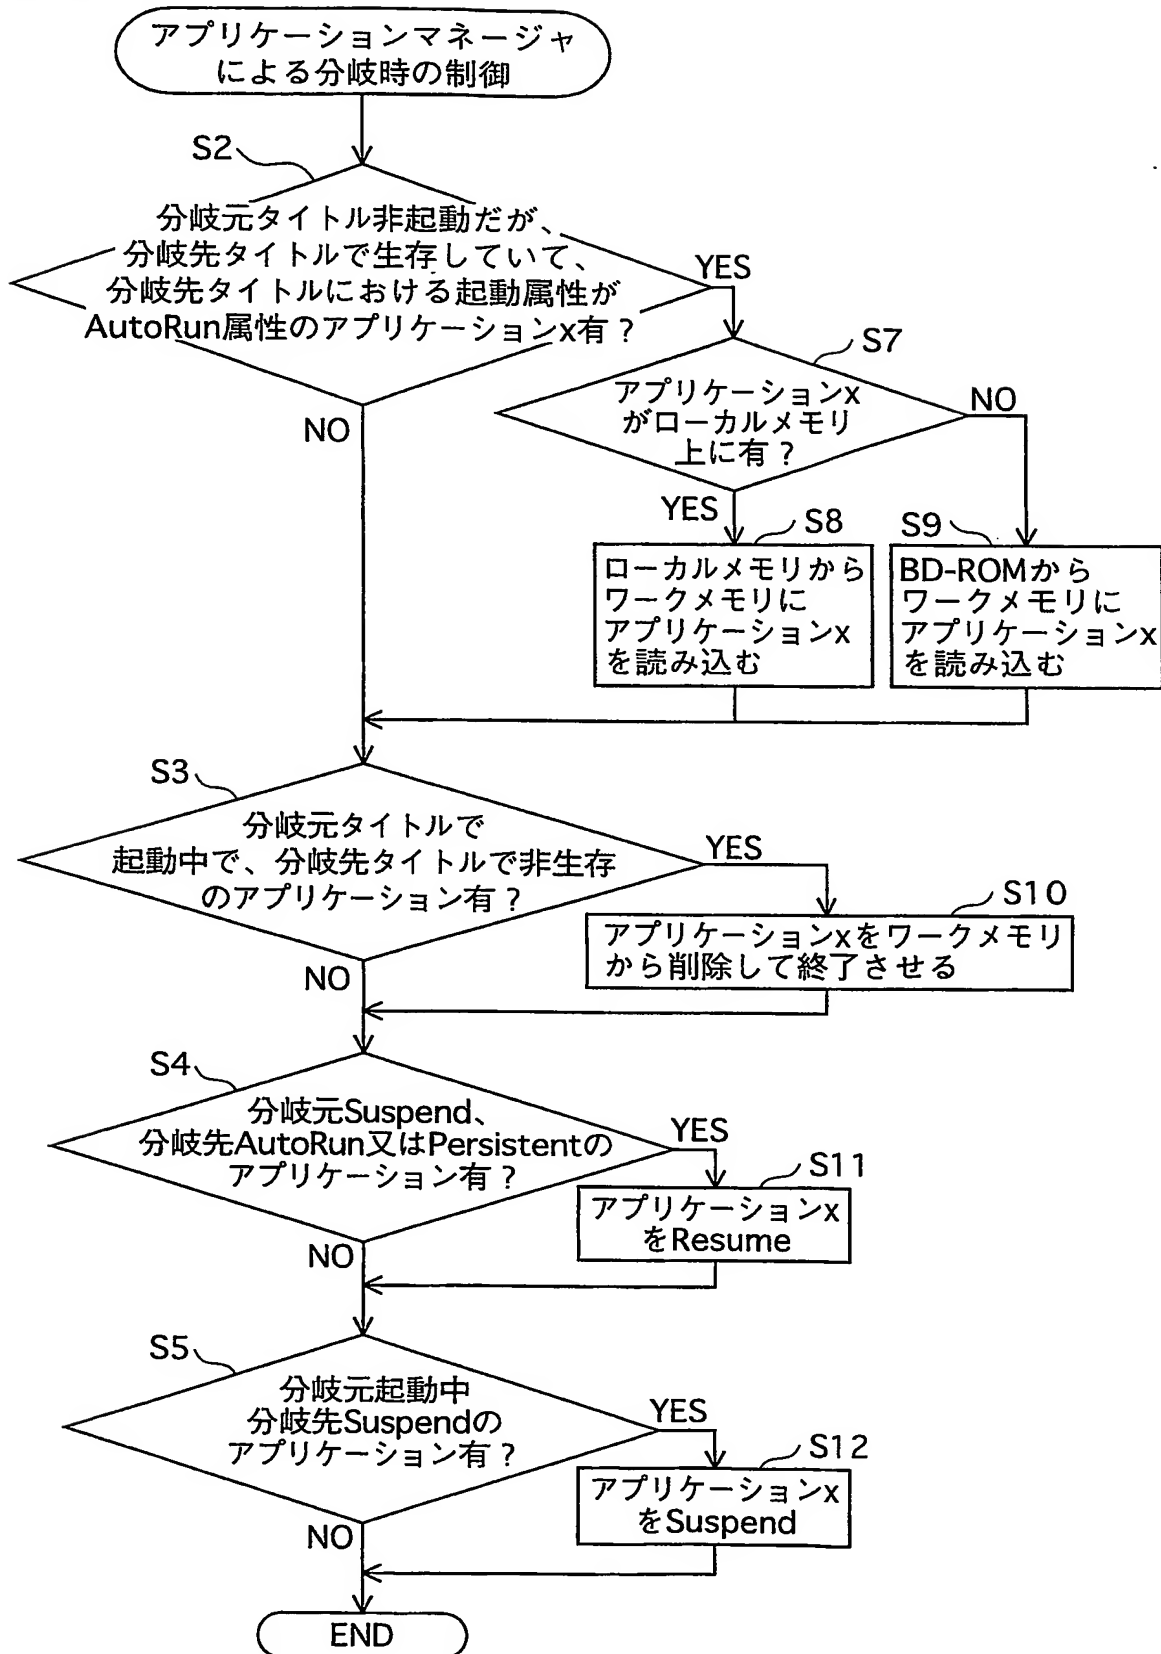 アプリケーションマネージャ
による分岐時の制御
S2
分岐元タイトル非起動だが、
分岐先タイトルで生存していて、
分岐先タイトルにおける起動属性が
AutoRun属性のアプリケーションx有？
YES
NO
S7
アプリケーションx
がローカルメモリ
上に有？
NO
YES
S8
ローカルメモリから
ワークメモリに
アプリケーションx
を読み込む
S9
BD-ROMから
ワークメモリに
アプリケーションx
を読み込む
S3
分岐元タイトルで
起動中で、分岐先タイトルで非生存
のアプリケーション有？
YES
NO
S10
アプリケーションxをワークメモリ
から削除して終了させる
S4
分岐元Suspend、
分岐先AutoRun又はPersistentの
アプリケーション有？
YES
NO
S11
アプリケーションx
をResume
S5
分岐元起動中
分岐先Suspendの
アプリケーション有？
YES
NO
S12
アプリケーションx
をSuspend
END